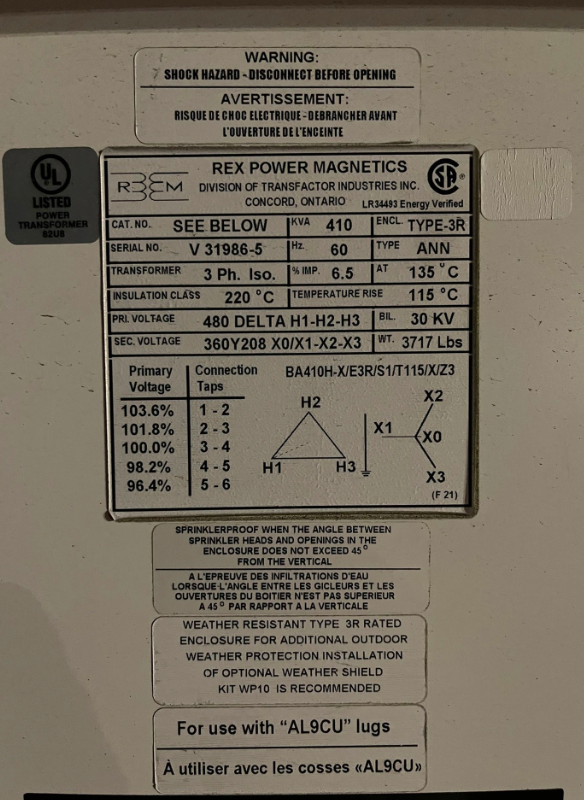 WARNING:
SHOCK HAZARD - DISCONNECT BEFORE OPENING
AVERTISSEMENT:
RISQUE DE CHOC ELECTRIQUE - DEBRANCHER AVANT
L'OUVERTURE DE L'ENCEINTE
UL
LISTED
POWER
TRANSFORMER
62U8
REX POWER MAGNETICS
DIVISION OF TRANSFACTOR INDUSTRIES INC.
CONCORD, ONTARIO
LR34493 Energy Verified
CAT. NO. SEE BELOW KVA 410 ENCL. TYPE-3R
SERIAL NO. V 31986-5 Hz. 60 TYPE ANN
TRANSFORMER 3 Ph. Iso. % IMP. 6.5 AT 135 °C
INSULATION CLASS 220 °C TEMPERATURE RISE 115 °C
PRI. VOLTAGE 480 DELTA H1-H2-H3 BIL. 30 KV
SEC. VOLTAGE 360Y208 X0/X1-X2-X3 WT. 3717 Lbs
Primary Connection BA410H-X/E3R/S1/T115/X/Z3
Voltage Taps
103.6% 1 - 2
101.8% 2 - 3
100.0% 3 - 4
98.2% 4 - 5
96.4% 5 - 6
H2
H1 H3
X2
X1 X0
X3
(F 21)
SPRINKLERPROOF WHEN THE ANGLE BETWEEN
SPRINKLER HEADS AND OPENINGS IN THE
ENCLOSURE DOES NOT EXCEED 45°
FROM THE VERTICAL
A L'EPREUVE DES INFILTRATIONS D'EAU
LORSQUE L'ANGLE ENTRE LES GICLEURS ET LES
OUVERTURES DU BOITIER N'EST PAS SUPERIEUR
A 45° PAR RAPPORT A LA VERTICALE
WEATHER RESISTANT TYPE 3R RATED
ENCLOSURE FOR ADDITIONAL OUTDOOR
WEATHER PROTECTION INSTALLATION
OF OPTIONAL WEATHER SHIELD
KIT WP10 IS RECOMMENDED
For use with “AL9CU” lugs
À utiliser avec les cosses «AL9CU»